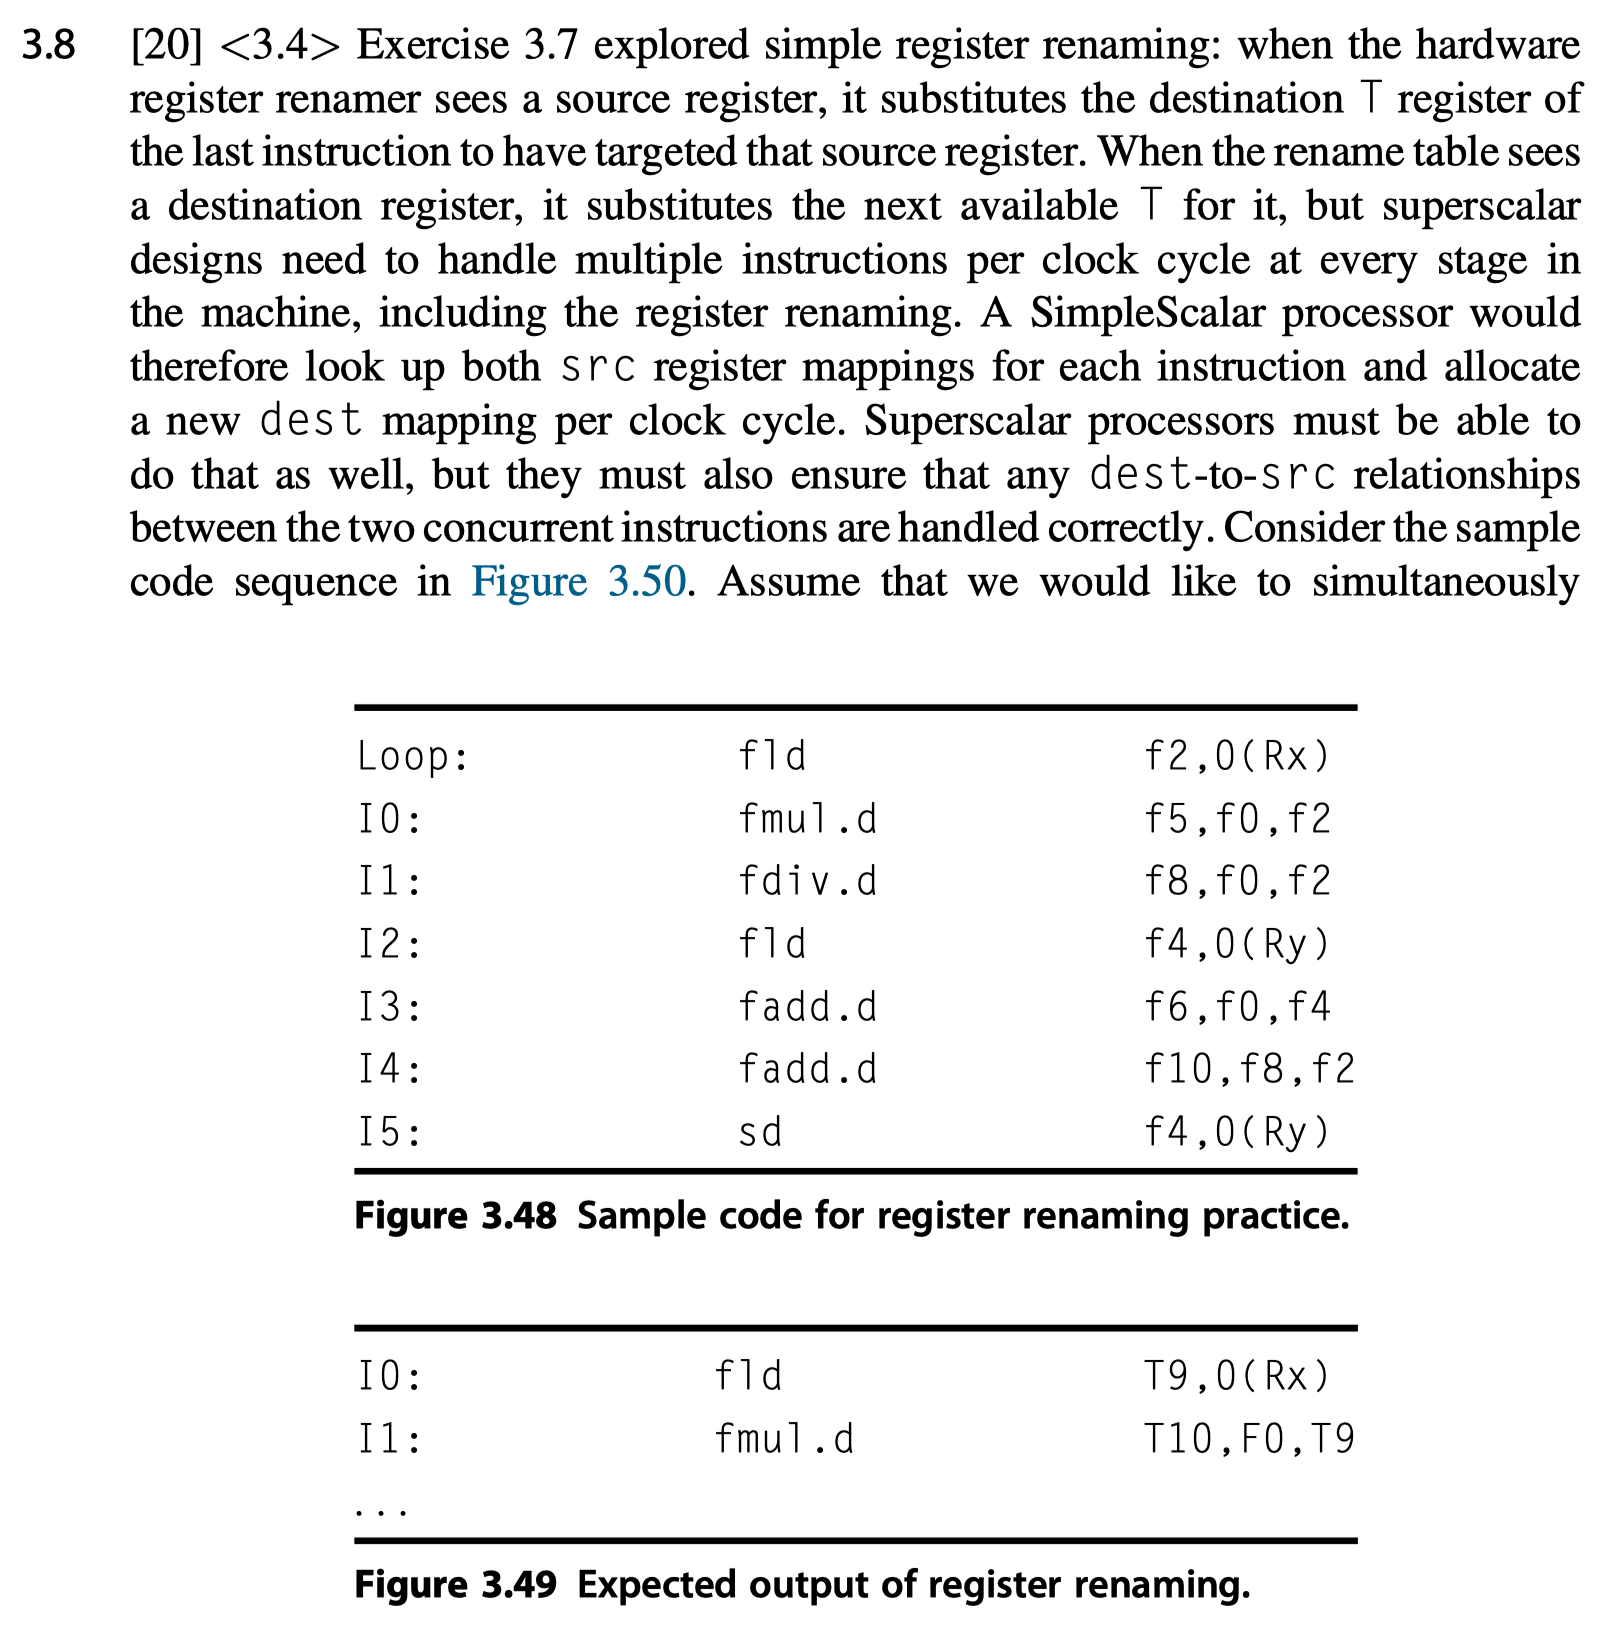 3.8 [20] <3.4> Exercise 3.7 explored simple register renaming: when the hardware
register renamer sees a source register, it substitutes the destination T register of
the last instruction to have targeted that source register. When the rename table sees
a destination register, it substitutes the next available T for it, but superscalar
designs need to handle multiple instructions per clock cycle at every stage in
the machine, including the register renaming. A SimpleScalar processor would
therefore look up both src register mappings for each instruction and allocate
a new dest mapping per clock cycle. Superscalar processors must be able to
do that as well, but they must also ensure that any dest-to-src relationships
between the two concurrent instructions are handled correctly. Consider the sample
code sequence in Figure 3.50. Assume that we would like to simultaneously
Loop: fld f2,0(Rx)
I0: fmul.d f5,f0,f2
I1: fdiv.d f8,f0,f2
I2: fld f4,0(Ry)
I3: fadd.d f6,f0,f4
I4: fadd.d f10,f8,f2
I5: sd f4,0(Ry)
Figure 3.48 Sample code for register renaming practice.
I0: fld T9,0(Rx)
I1: fmul.d T10,F0,T9
...
Figure 3.49 Expected output of register renaming.